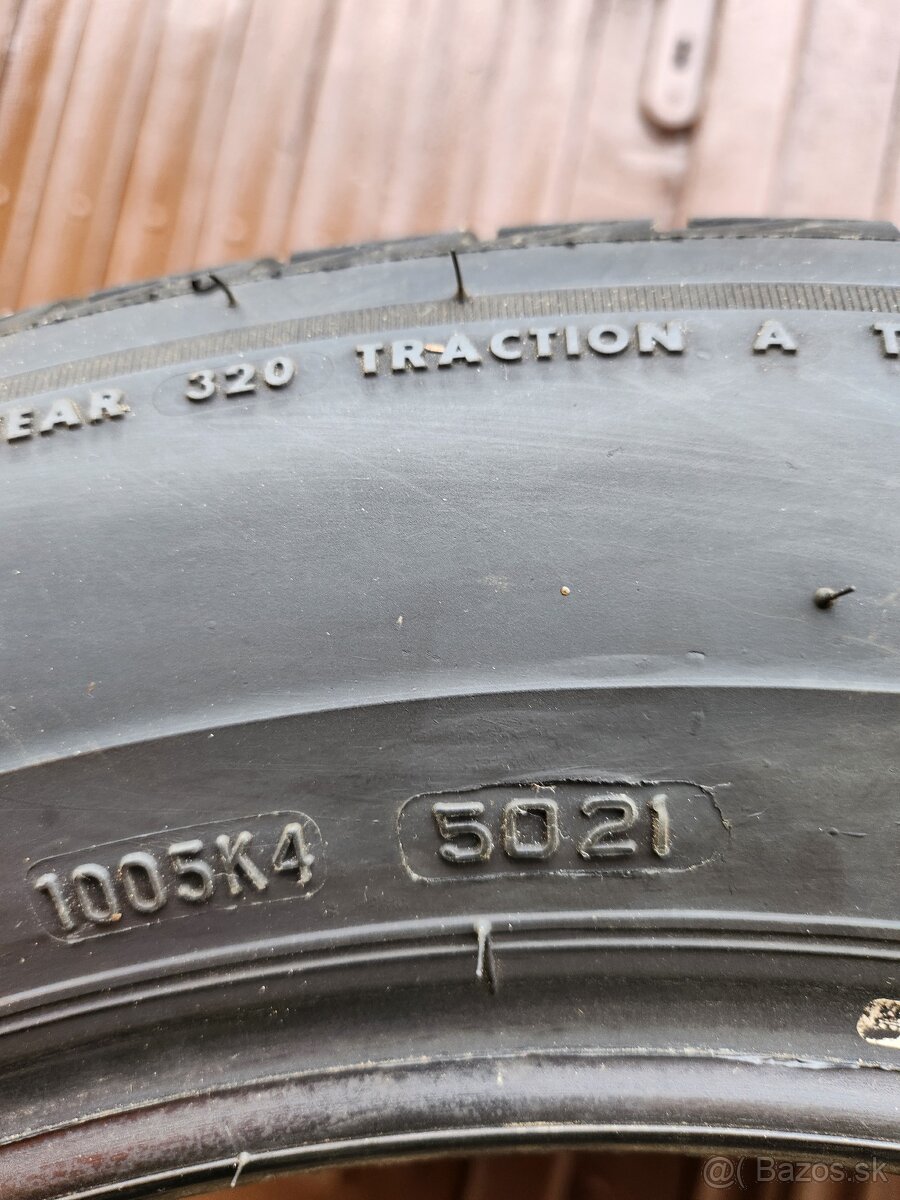 EAR 320 TRACTION A T
1005K4 5021
@( Bazos.sk